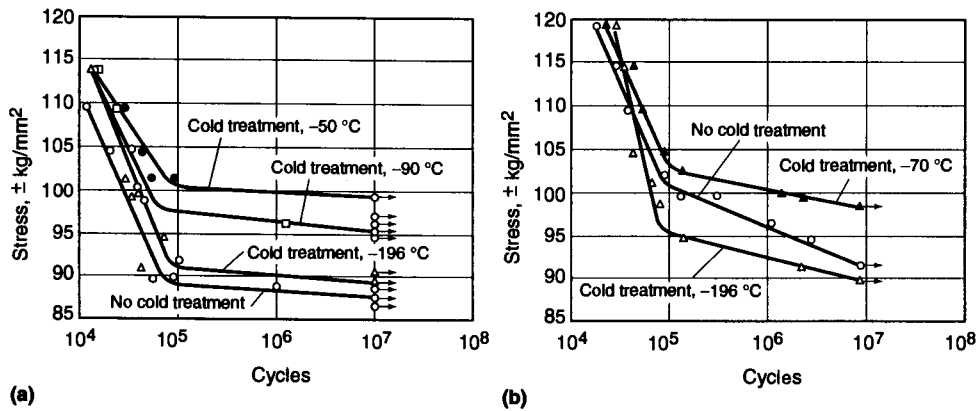 120
115
110
105
100
95
90
85
Stress, ± kg/mm²
Cold treatment, –50 °C
Cold treatment, –90 °C
Cold treatment, –196 °C
No cold treatment
10⁴ 10⁵ 10⁶ 10⁷ 10⁸
Cycles
(a)
120
115
110
105
100
95
90
85
Stress, ± kg/mm²
No cold treatment
Cold treatment, –70 °C
Cold treatment, –196 °C
10⁴ 10⁵ 10⁶ 10⁷ 10⁸
Cycles
(b)